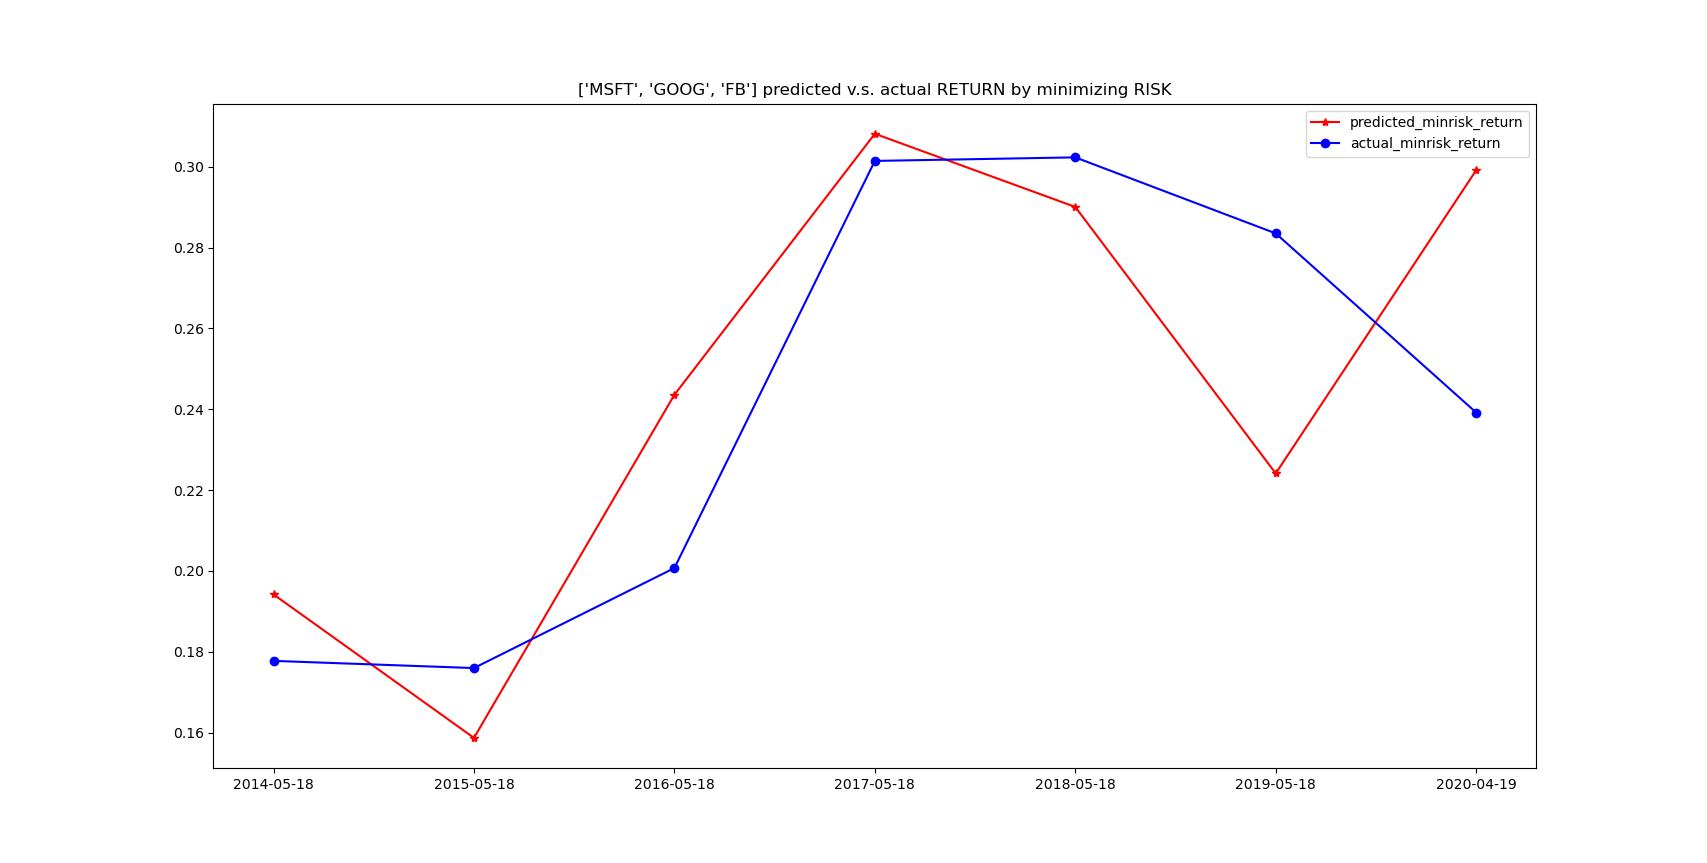 ['MSFT', 'GOOG', 'FB'] predicted v.s. actual RETURN by minimizing RISK
predicted_minrisk_return
actual_minrisk_return
0.30
0.28
0.26
0.24
0.22
0.20
0.18
0.16
2014-05-18 2015-05-18 2016-05-18 2017-05-18 2018-05-18 2019-05-18 2020-04-19